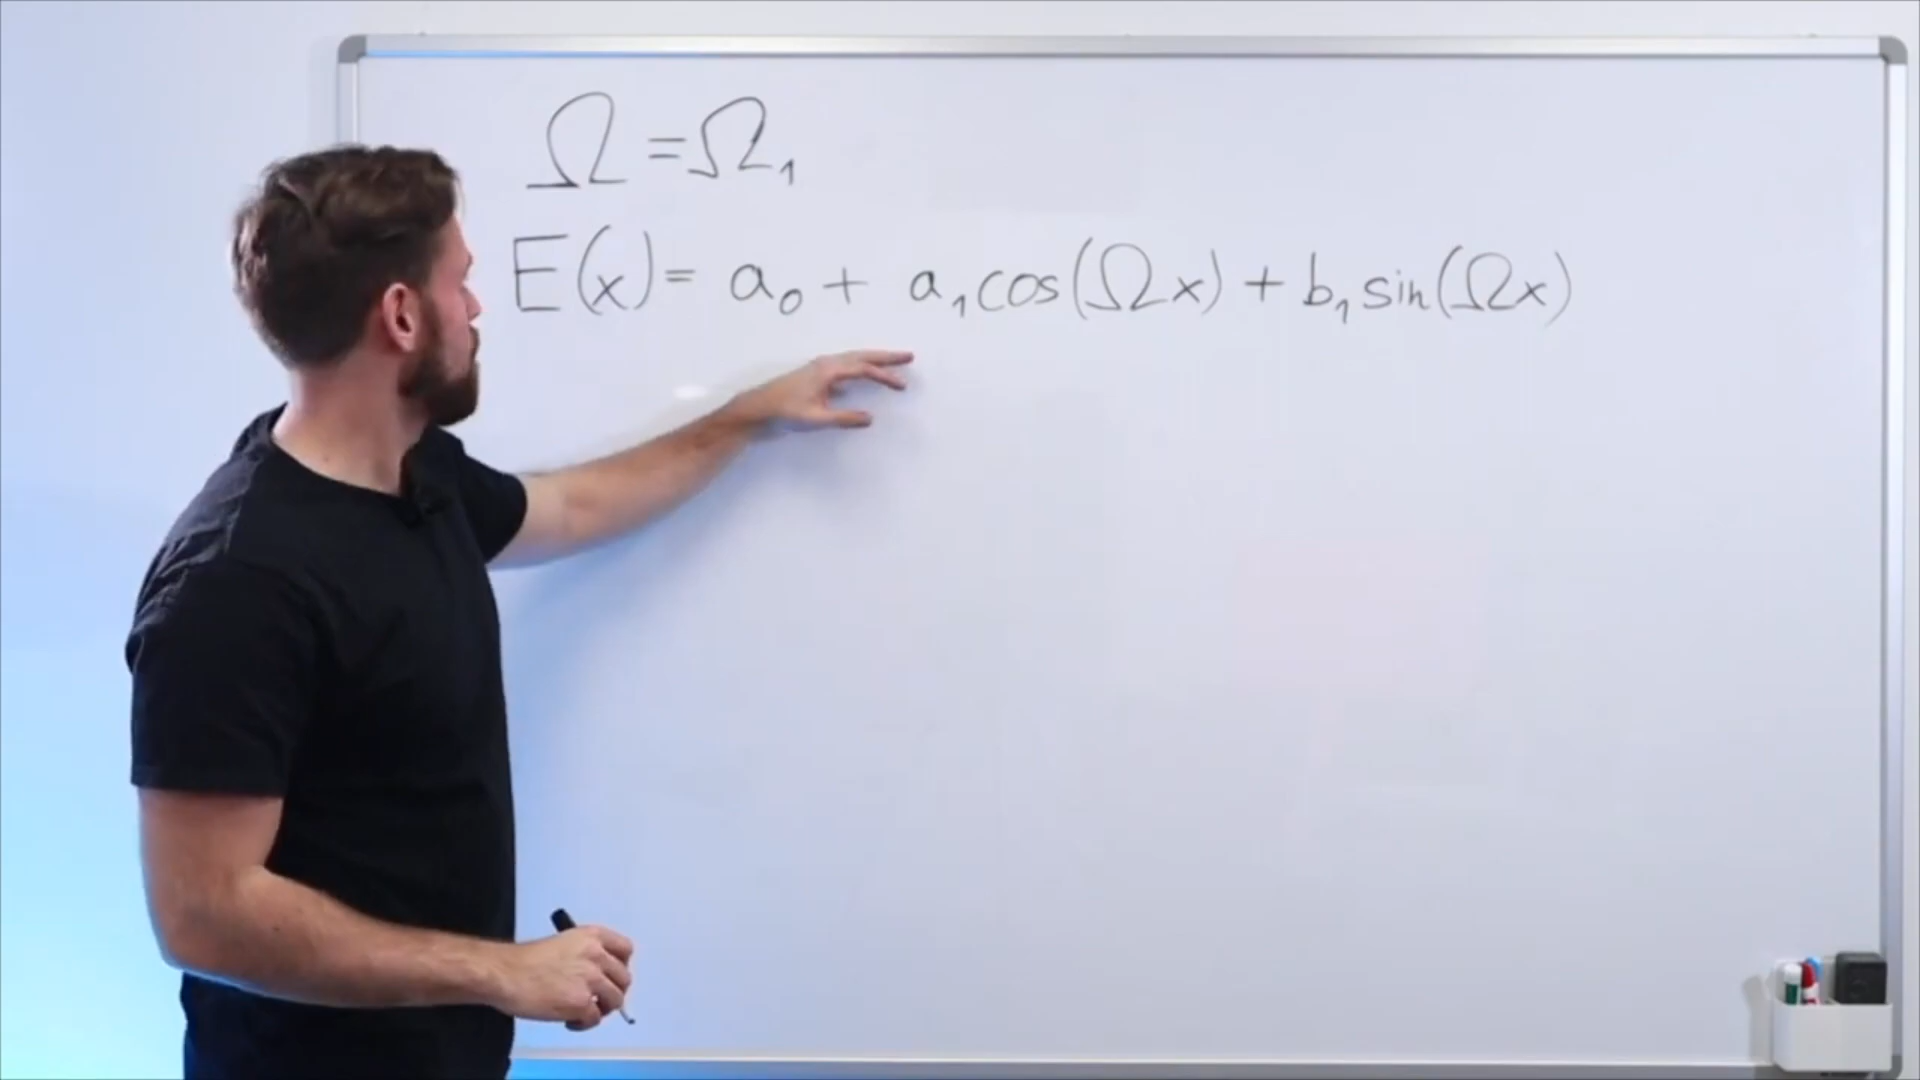 Ω = Ω₁
E(x) = a₀ + a₁cos(Ωx) + b₁sin(Ωx)